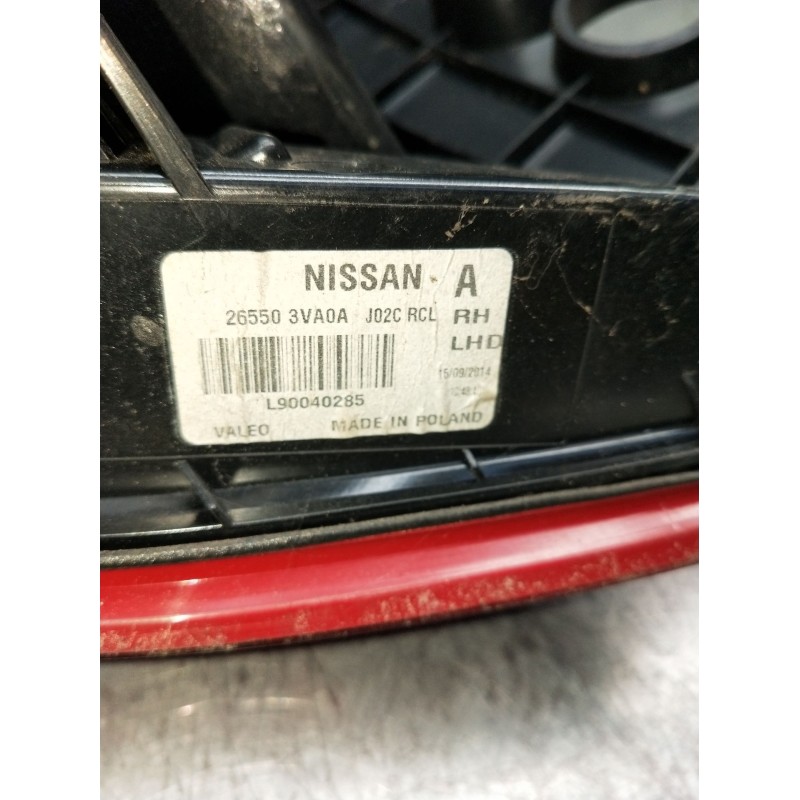 NISSAN A
26550 3VA0A J02C RCL RH
LHD
15/09/2014
L90040285
VALEO MADE IN POLAND